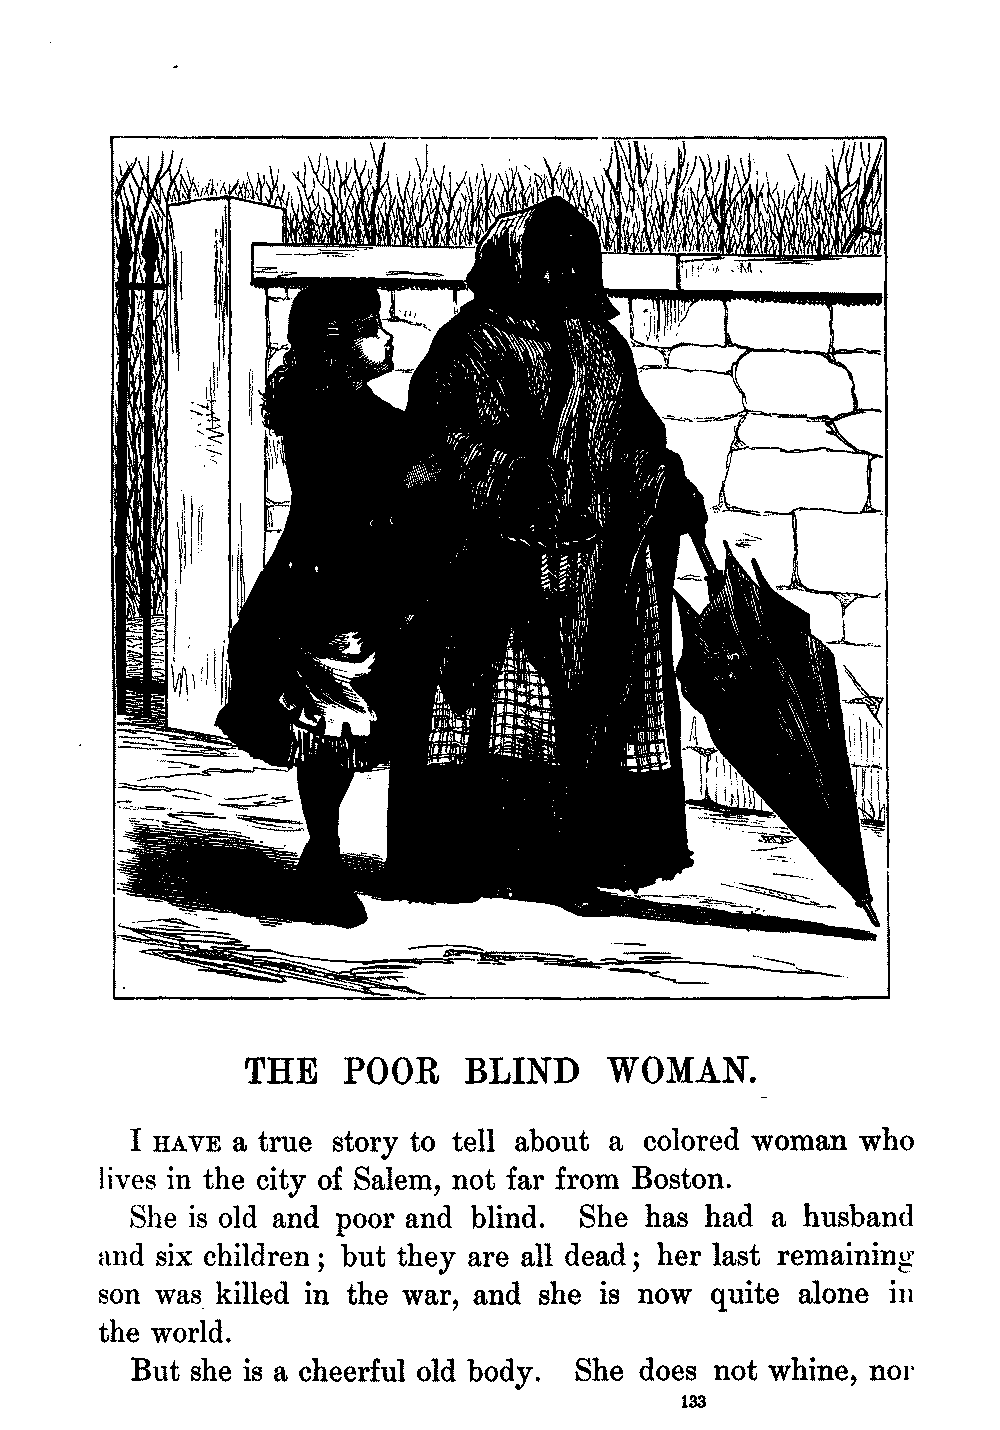 THE POOR BLIND WOMAN.
I HAVE a true story to tell about a colored woman who
lives in the city of Salem, not far from Boston.
She is old and poor and blind. She has had a husband
and six children; but they are all dead; her last remaining
son was killed in the war, and she is now quite alone in
the world.
But she is a cheerful old body. She does not whine, nor
133